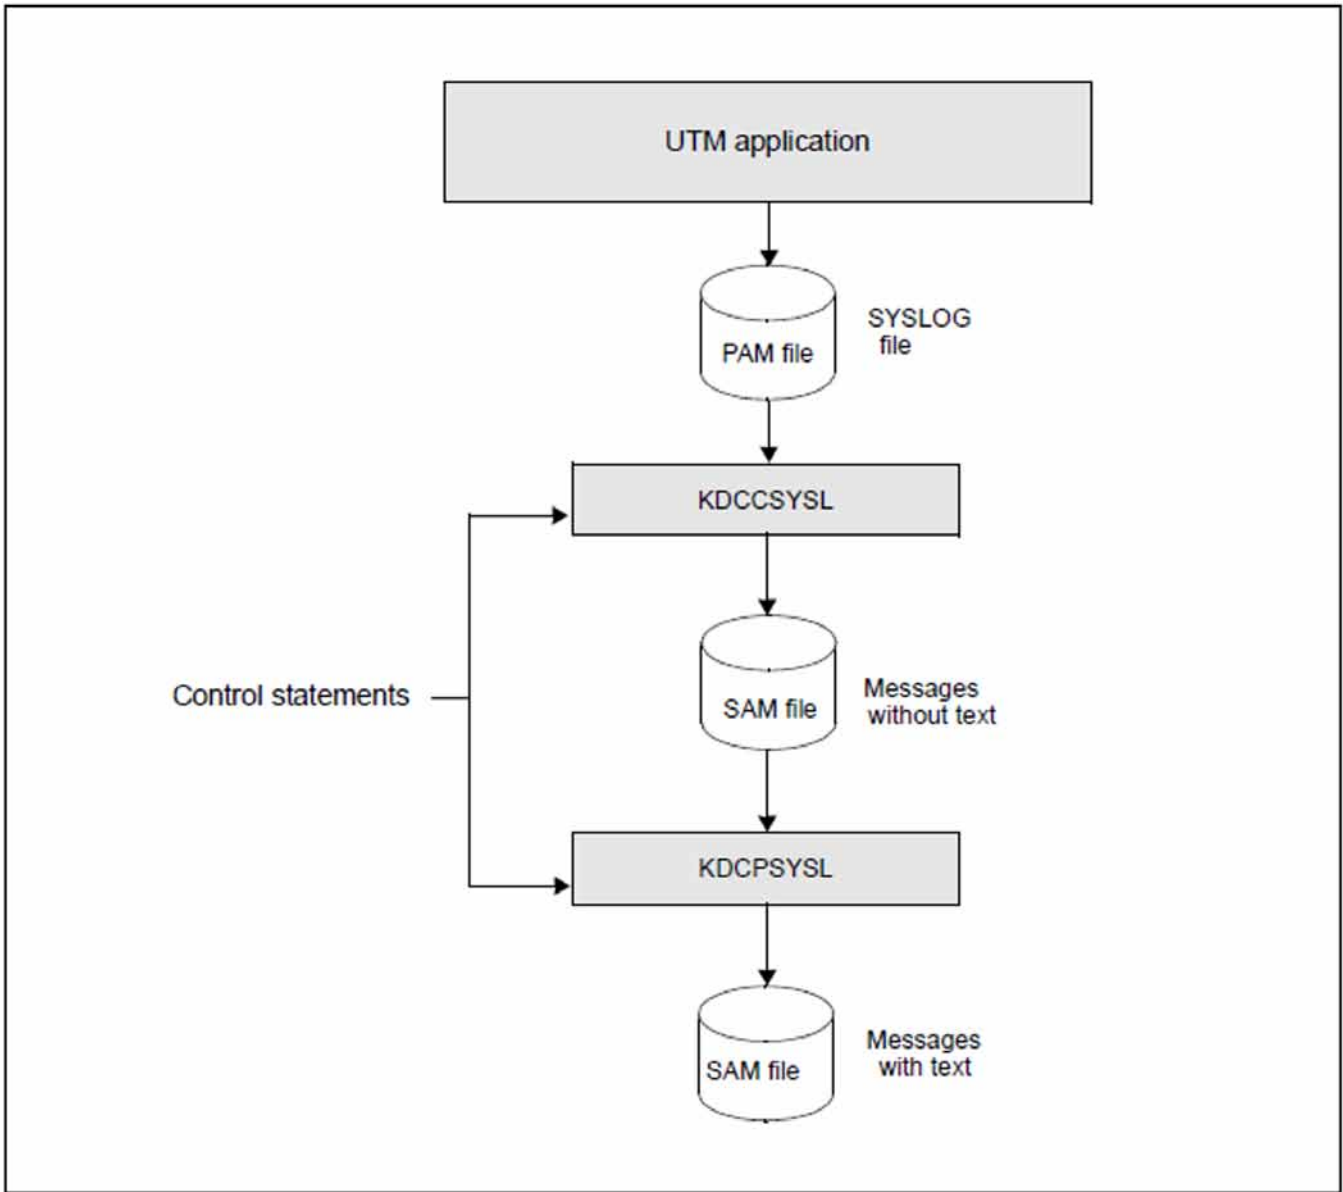 UTM application
PAM file
SYSLOG
file
KDCCSYSL
Control statements
SAM file
Messages
without text
KDCPSYSL
SAM file
Messages
with text